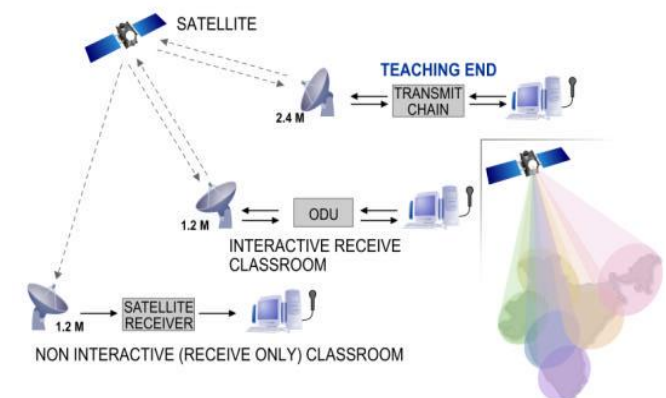 SATELLITE
TEACHING END
2.4 M
TRANSMIT
CHAIN
1.2 M
ODU
INTERACTIVE RECEIVE
CLASSROOM
1.2 M
SATELLITE
RECEIVER
NON INTERACTIVE (RECEIVE ONLY) CLASSROOM